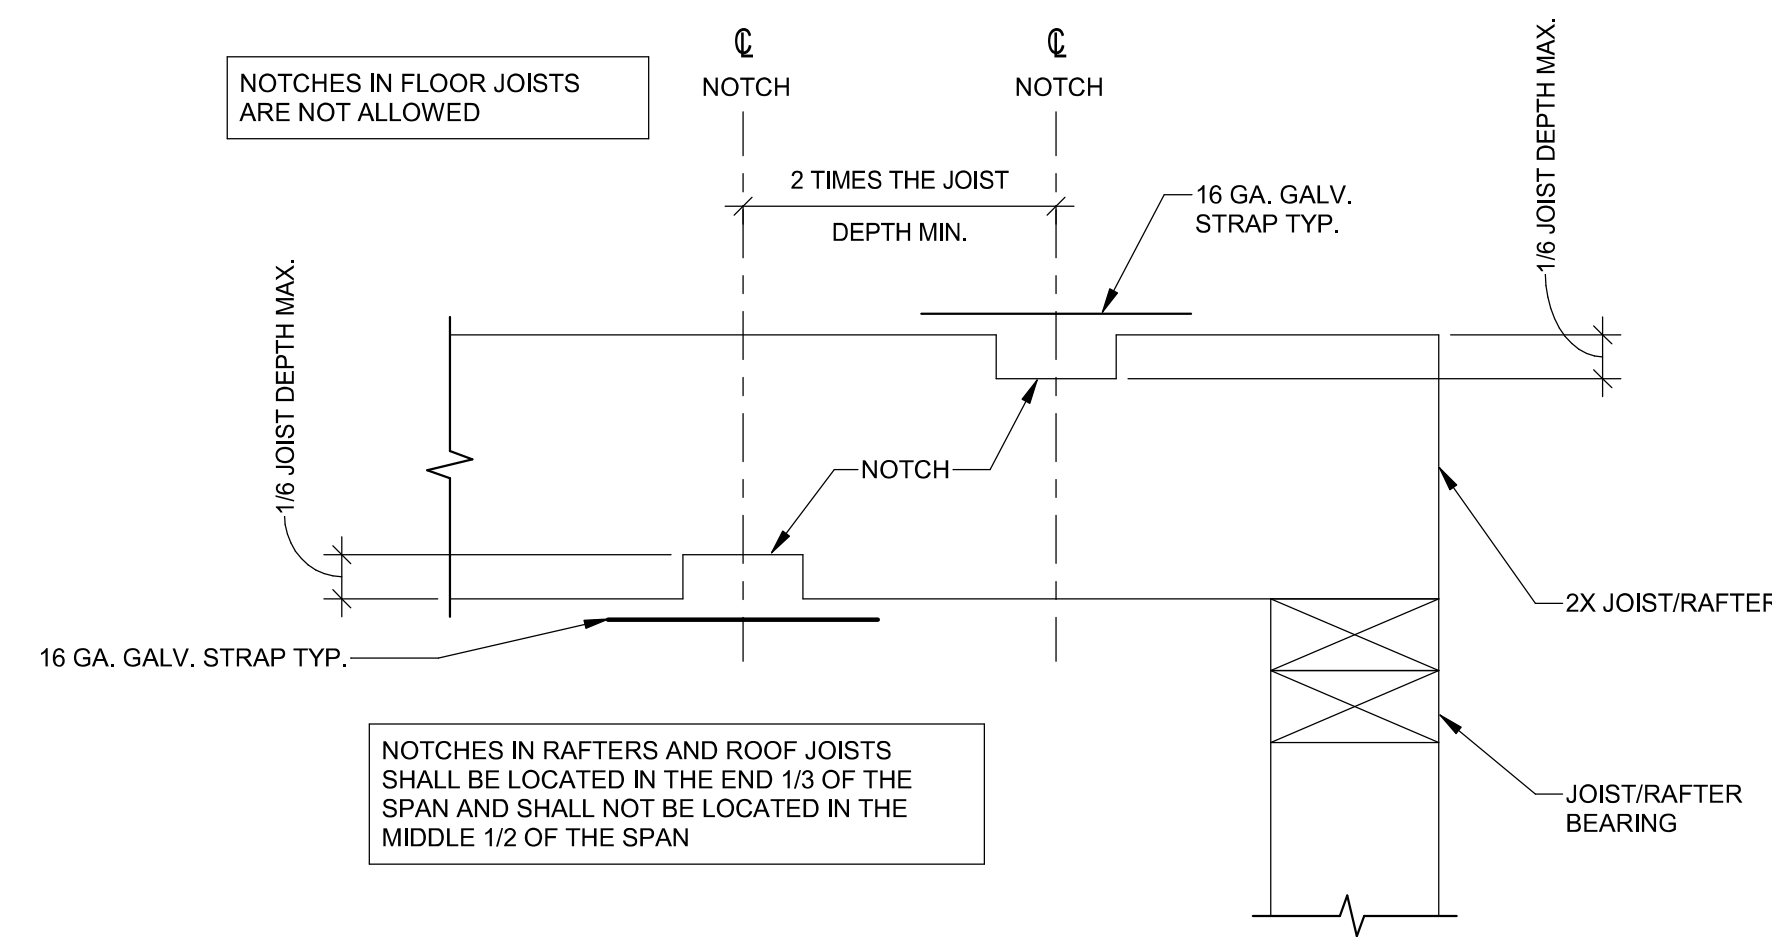 ℄
NOTCH
℄
NOTCH
NOTCHES IN FLOOR JOISTS
ARE NOT ALLOWED
2 TIMES THE JOIST
DEPTH MIN.
16 GA. GALV.
STRAP TYP.
1/6 JOIST DEPTH MAX.
1/6 JOIST DEPTH MAX.
NOTCH
2X JOIST/RAFTER
16 GA. GALV. STRAP TYP.
NOTCHES IN RAFTERS AND ROOF JOISTS
SHALL BE LOCATED IN THE END 1/3 OF THE
SPAN AND SHALL NOT BE LOCATED IN THE
MIDDLE 1/2 OF THE SPAN
JOIST/RAFTER
BEARING